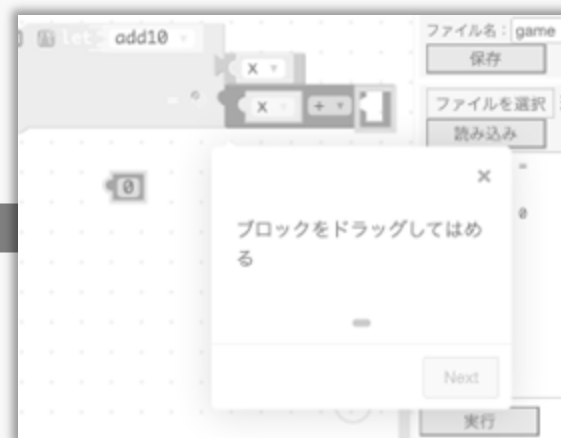 let add10
ファイル名： game
保存
x
x + 
ファイルを選択
読み込み
=
0
0
ブロックをドラッグしてはめ
る
Next
実行